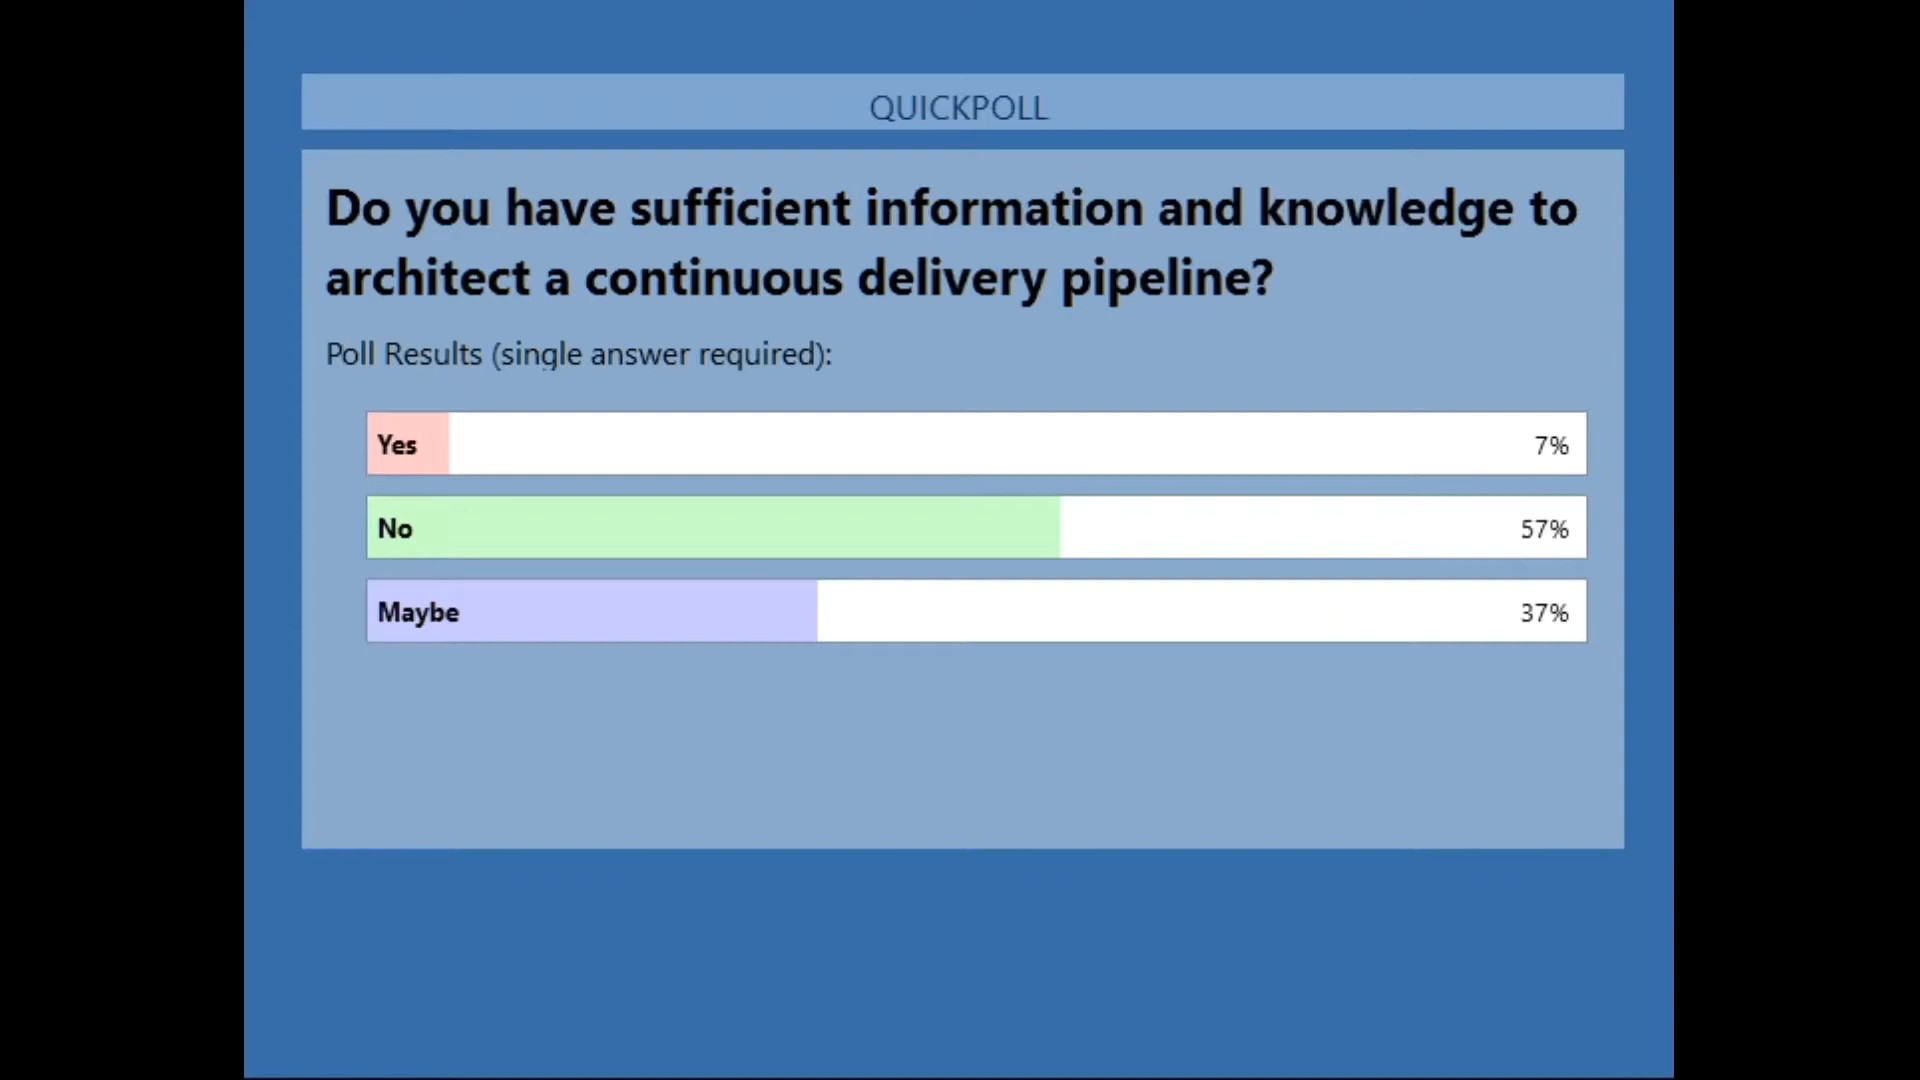 QUICKPOLL
Do you have sufficient information and knowledge to
architect a continuous delivery pipeline?
Poll Results (single answer required):
Yes 7%
No 57%
Maybe 37%